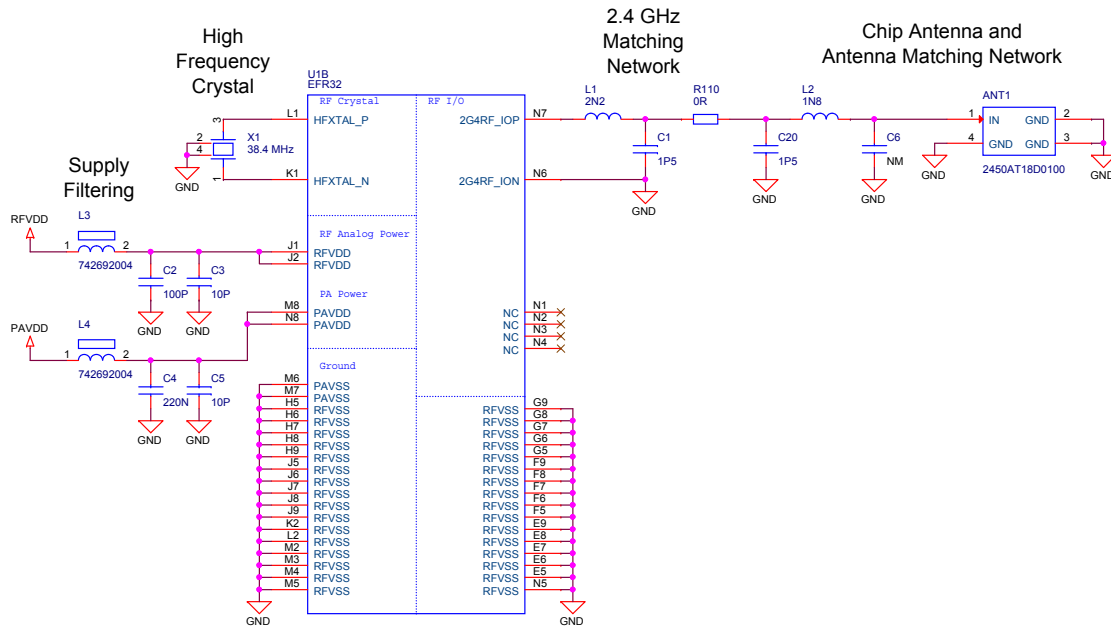 2.4 GHz
Matching
Network
Chip Antenna and
Antenna Matching Network
High
Frequency
Crystal
Supply
Filtering
U1B
EFR32
RF Crystal
RF I/O
L1
HFXTAL_P
K1
HFXTAL_N
3
2
4
1
X1
38.4 MHz
GND
N7
2G4RF_IOP
N6
2G4RF_ION
L1
2N2
C1
1P5
GND
R110
0R
C20
1P5
GND
L2
1N8
C6
NM
GND
ANT1
1
IN
GND
2
4
GND
GND
3
2450AT18D0100
GND
GND
RFVDD
L3
1
2
742692004
C2
100P
GND
C3
10P
GND
RF Analog Power
J1
RFVDD
J2
RFVDD
PA Power
M8
PAVDD
N8
PAVDD
PAVDD
L4
1
2
742692004
C4
220N
GND
C5
10P
GND
NC
N1
NC
N2
NC
N3
NC
N4
Ground
M6
PAVSS
M7
PAVSS
H5
RFVSS
H6
RFVSS
H7
RFVSS
H8
RFVSS
H9
RFVSS
J5
RFVSS
J6
RFVSS
J7
RFVSS
J8
RFVSS
J9
RFVSS
K2
RFVSS
L2
RFVSS
M2
RFVSS
M3
RFVSS
M4
RFVSS
M5
RFVSS
GND
RFVSS
G9
RFVSS
G8
RFVSS
G7
RFVSS
G6
RFVSS
G5
RFVSS
F9
RFVSS
F8
RFVSS
F7
RFVSS
F6
RFVSS
F5
RFVSS
E9
RFVSS
E8
RFVSS
E7
RFVSS
E6
RFVSS
E5
RFVSS
N5
GND